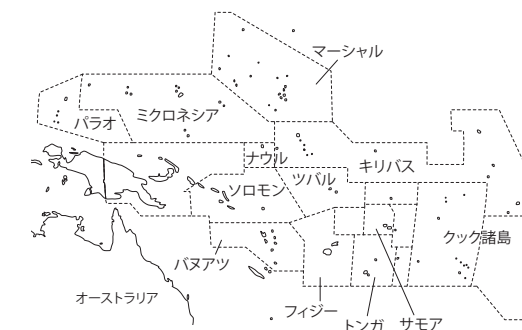 マーシャル
ミクロネシア
パラオ
ナウル
キリバス
ソロモン
ツバル
クック諸島
バヌアツ
オーストラリア
フィジー
トンガ
サモア